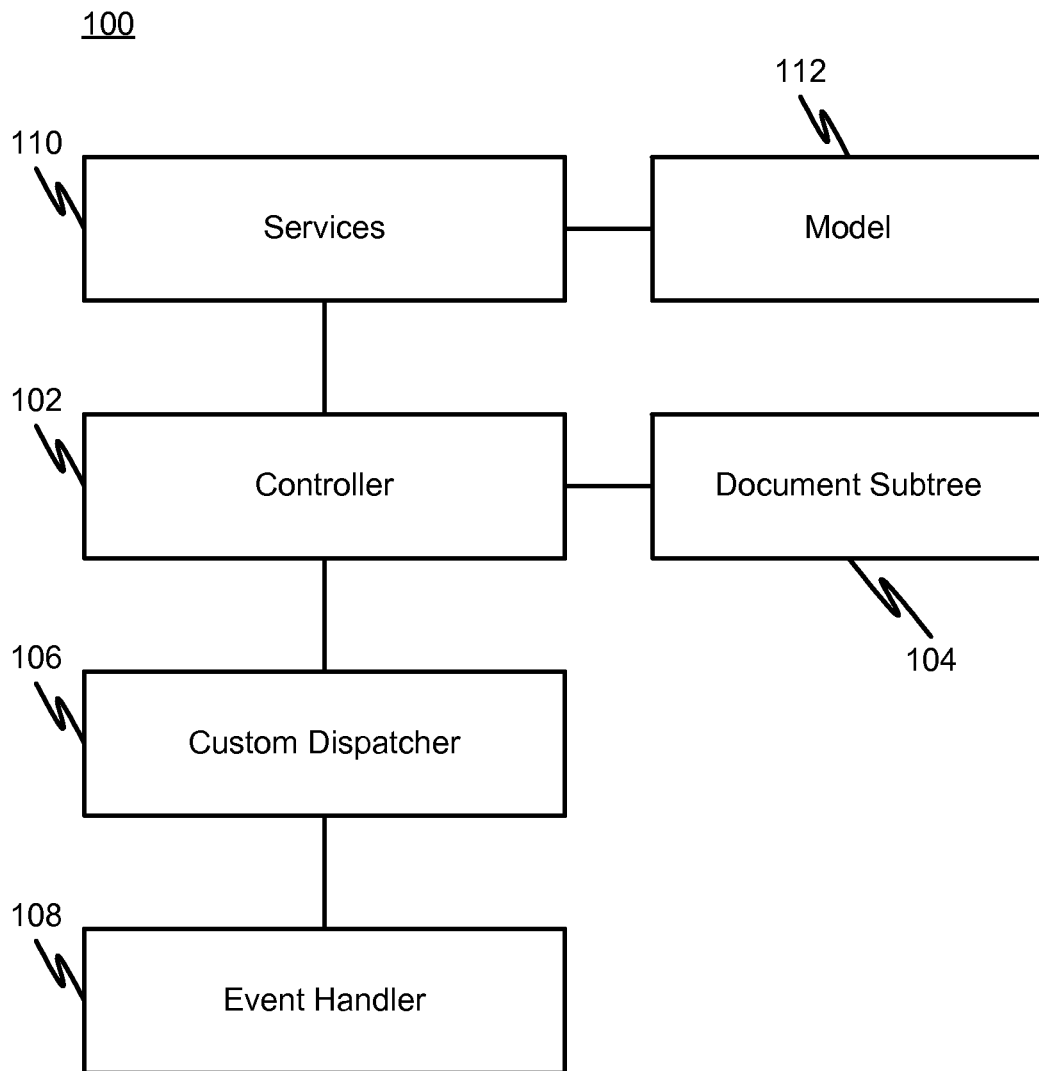 100
112
110
Services
Model
102
Controller
Document Subtree
106
104
Custom Dispatcher
108
Event Handler